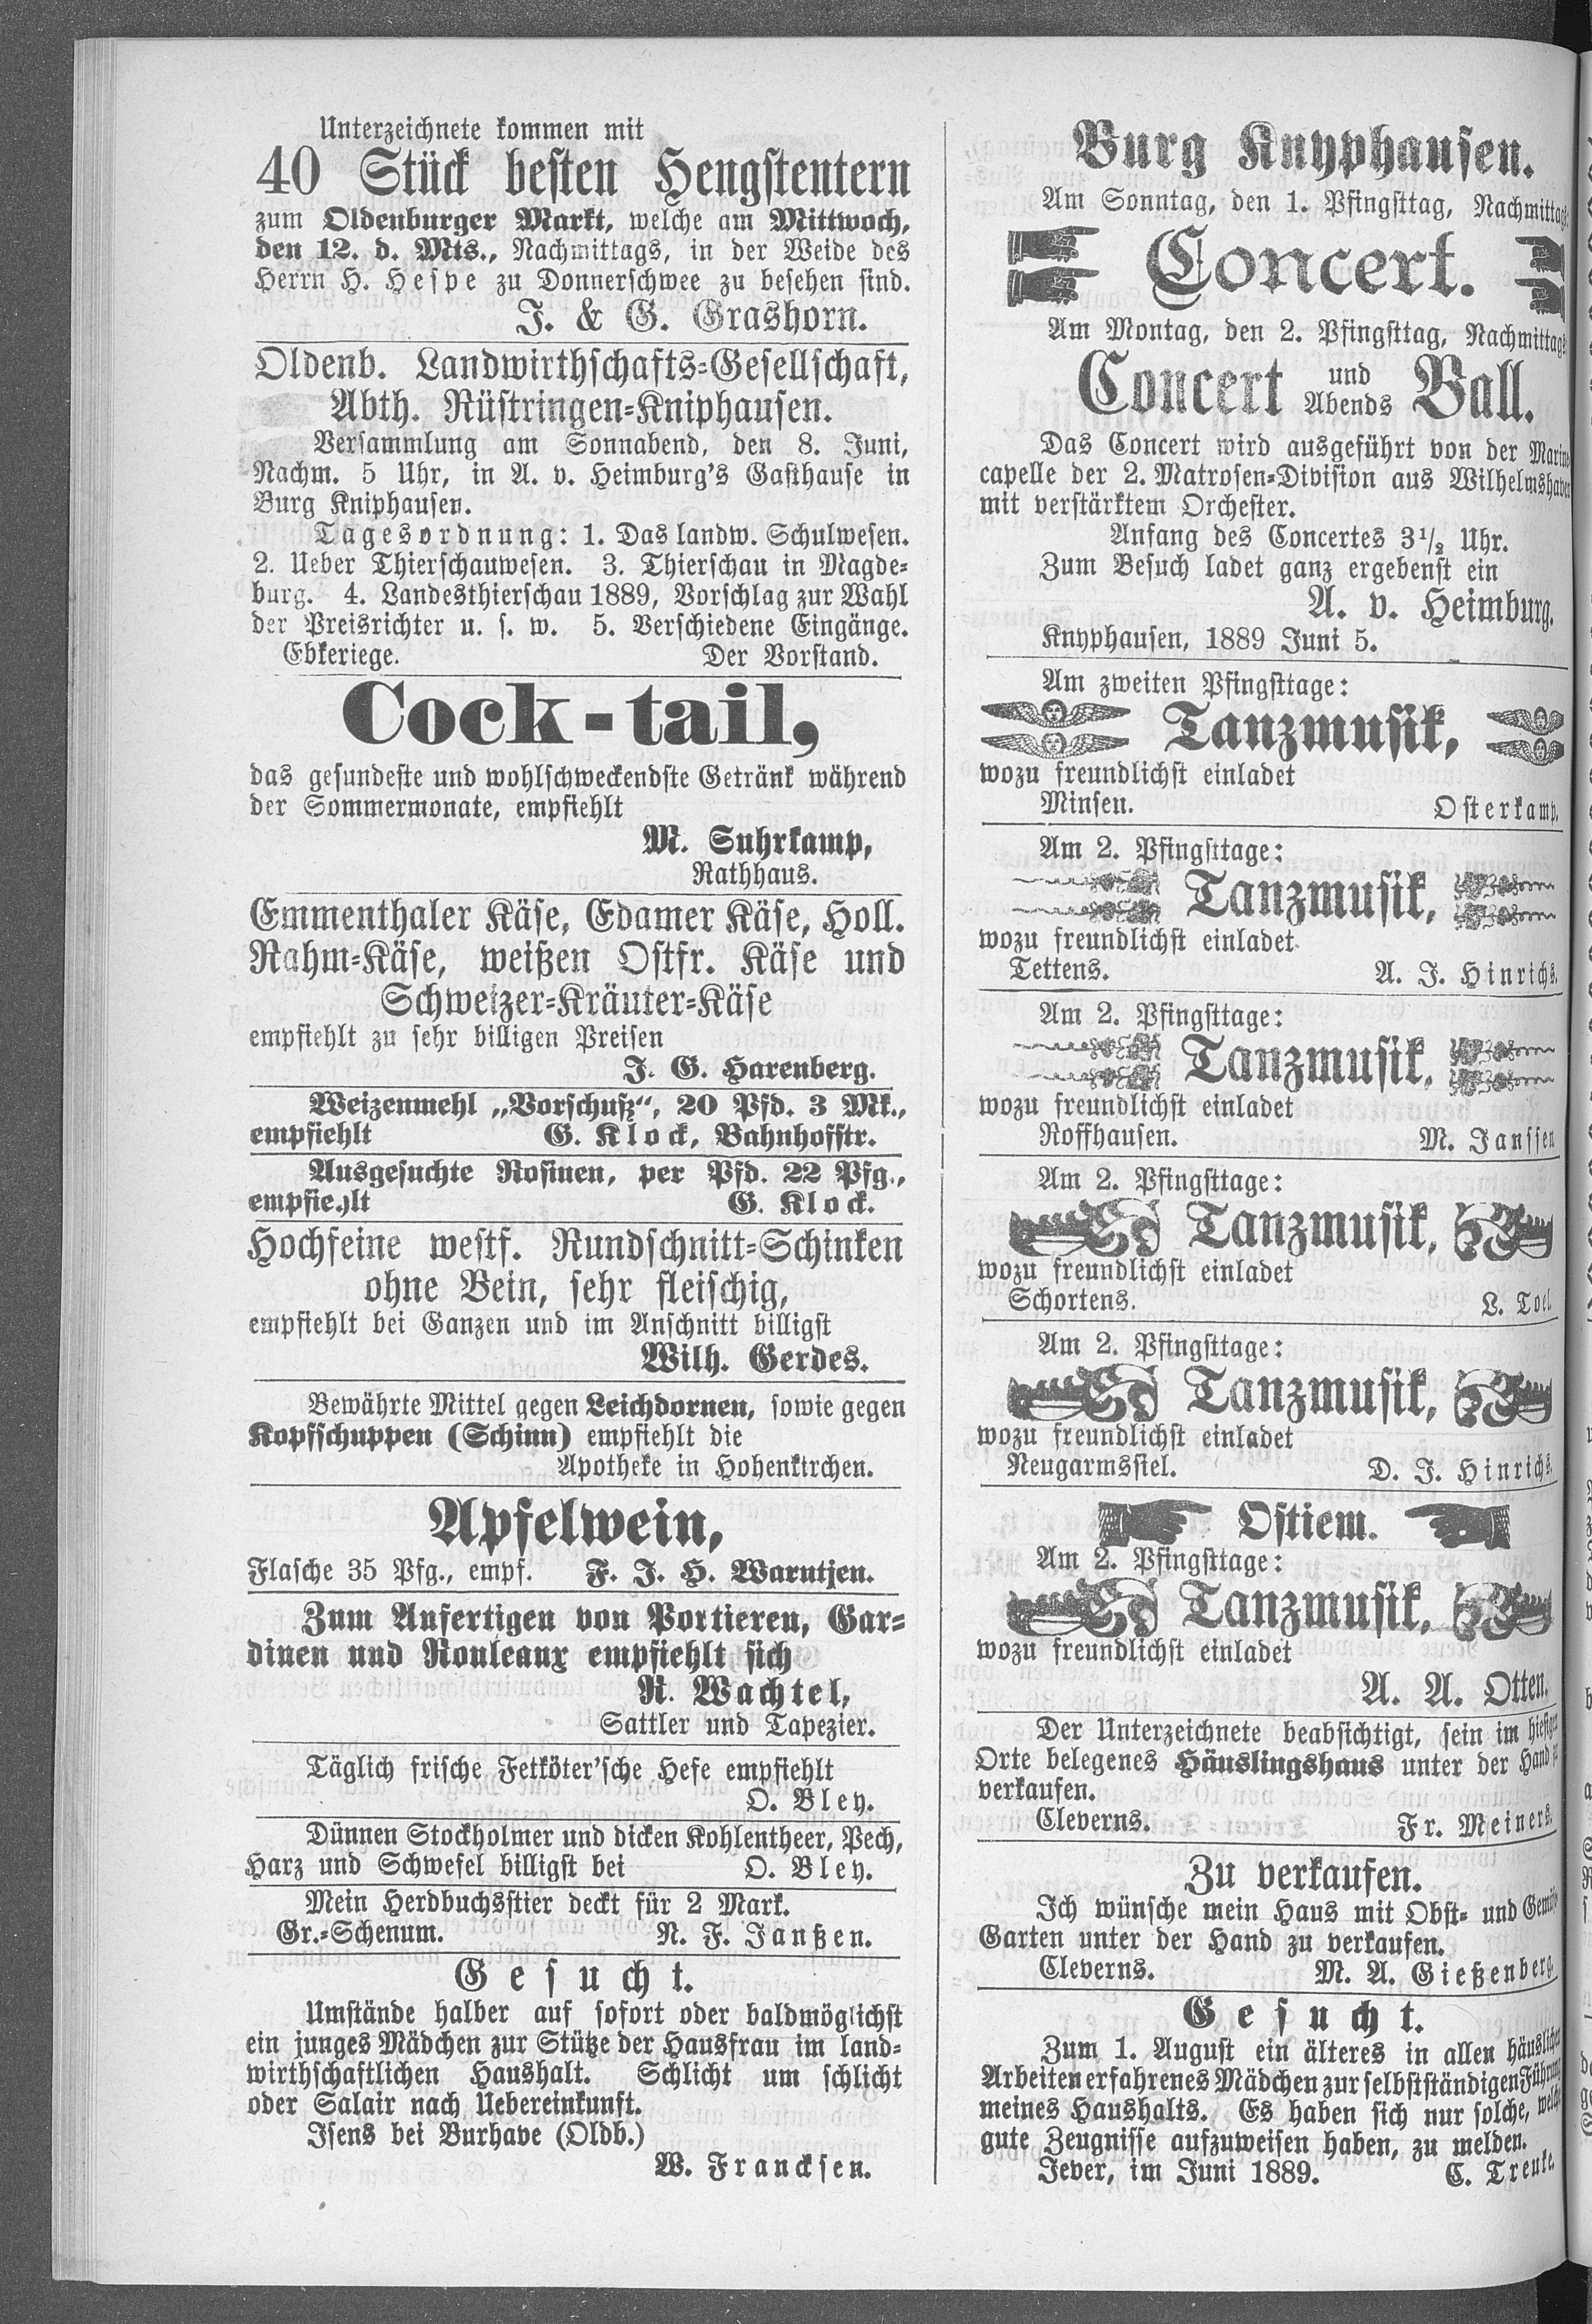 Unterzeichnete kommen mit
40 Stück besten Hengstentern
zum Oldenburger Markt, welche am Mittwoch,
den 12. d. Mts., Nachmittags, in der Weide des
Herrn H. Hespe zu Donnerschwee zu besehen sind.
J. & G. Grashorn.
Oldenb. Landwirthschafts-Gesellschaft,
Abth. Rüstringen-Kniphausen.
Versammlung am Sonnabend, den 8. Juni,
Nachm. 5 Uhr, in A. v. Heimburg's Gasthause in
Burg Kniphausen.
Tagesordnung: 1. Das landw. Schulwesen.
2. Ueber Thierschauwesen. 3. Thierschau in Magde-
burg. 4. Landesthierschau 1889, Vorschlag zur Wahl
der Preisrichter u. s. w. 5. Verschiedene Eingänge.
Ebkeriege. Der Vorstand.
Cock-tail,
das gesundeste und wohlschweckendste Getränk während
der Sommermonate, empfiehlt
M. Suhrkamp,
Rathhaus.
Emmenthaler Käse, Edamer Käse, Holl.
Rahm-Käse, weißen Ostfr. Käse und
Schweizer-Kräuter-Käse
empfiehlt zu sehr billigen Preisen
J. G. Harenberg.
Weizenmehl „Vorschuß“, 20 Pfd. 3 Mk.,
empfiehlt G. Klock, Bahnhofstr.
Ausgesuchte Rosinen, per Pfd. 22 Pfg.,
empfiehlt G. Klock.
Hochfeine westf. Rundschnitt-Schinken
ohne Bein, sehr fleischig,
empfiehlt bei Ganzen und im Anschnitt billigst
Wilh. Gerdes.
Bewährte Mittel gegen Leichdornen, sowie gegen
Kopfschuppen (Schinn) empfiehlt die
Apotheke in Hohenkirchen.
Apfelwein,
Flasche 35 Pfg., empf. F. J. H. Warntjen.
Zum Anfertigen von Portieren, Gar-
dinen und Rouleaux empfiehlt sich
R. Wachtel,
Sattler und Tapezier.
Täglich frische Fetköter'sche Hefe empfiehlt
O. Bley.
Dünnen Stockholmer und dicken Kohlentheer, Pech,
Harz und Schwefel billigst bei O. Bley.
Mein Herdbuchsstier deckt für 2 Mark.
Gr.-Schenum. N. F. Janßen.
Gesucht.
Umstände halber auf sofort oder baldmöglichst
ein junges Mädchen zur Stütze der Hausfrau im land-
wirthschaftlichen Haushalt. Schlicht um schlicht
oder Salair nach Uebereinkunft.
Isens bei Burhave (Oldb.)
W. Francksen.
Burg Knyphausen.
Am Sonntag, den 1. Pfingsttag, Nachmittags
Concert.
Am Montag, den 2. Pfingsttag, Nachmittags
Concert und Abends Ball.
Das Concert wird ausgeführt von der Marine
capelle der 2. Matrosen-Division aus Wilhelmshaven
mit verstärktem Orchester.
Anfang des Concertes 3½ Uhr.
Zum Besuch ladet ganz ergebenst ein
A. v. Heimburg.
Knyphausen, 1889 Juni 5.
Am zweiten Pfingsttage:
Tanzmusik,
wozu freundlichst einladet
Minsen. Osterkamp.
Am 2. Pfingsttage:
Tanzmusik,
wozu freundlichst einladet
Tettens. A. J. Hinrichs.
Am 2. Pfingsttage:
Tanzmusik,
wozu freundlichst einladet
Roffhausen. M. Janssen
Am 2. Pfingsttage:
Tanzmusik,
wozu freundlichst einladet
Schortens. L. Toel.
Am 2. Pfingsttage:
Tanzmusik,
wozu freundlichst einladet
Neugarmssiel. D. J. Hinrichs.
Ostiem.
Am 2. Pfingsttage:
Tanzmusik,
wozu freundlichst einladet
A. A. Otten.
Der Unterzeichnete beabsichtigt, sein im hiesigen
Orte belegenes Häuslingshaus unter der Hand zu
verkaufen.
Cleverns. Fr. Meiners.
Zu verkaufen.
Ich wünsche mein Haus mit Obst- und Gemüse
Garten unter der Hand zu verkaufen.
Cleverns. M. A. Gießenberg.
Gesucht.
Zum 1. August ein älteres in allen häuslichen
Arbeiten erfahrenes Mädchen zur selbstständigen Führung
meines Haushalts. Es haben sich nur solche, welche
gute Zeugnisse aufzuweisen haben, zu melden.
Jever, im Juni 1889. C. Trenke.